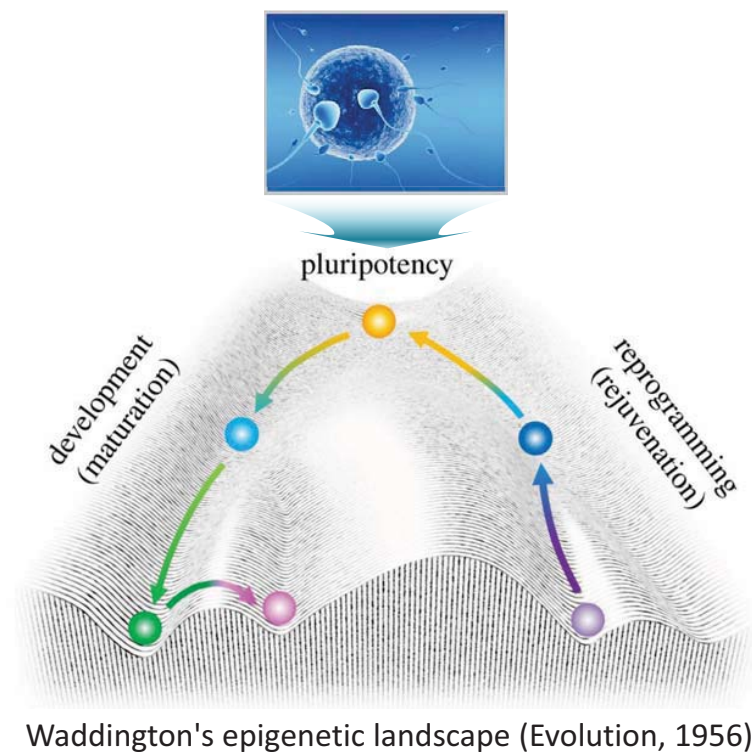 pluripotency
development
(maturation)
reprogramming
(rejuvenation)
Waddington's epigenetic landscape (Evolution, 1956)